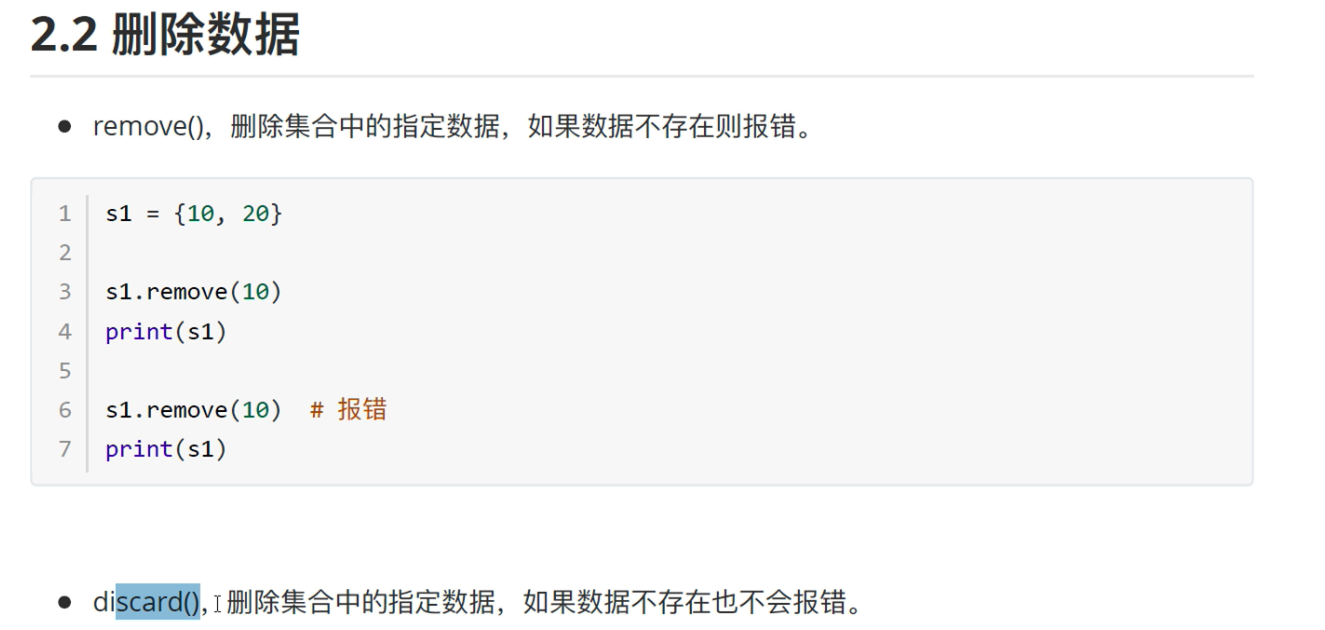 2.2 删除数据
● remove()，删除集合中的指定数据，如果数据不存在则报错。
1 s1 = {10, 20}
2
3 s1.remove(10)
4 print(s1)
5
6 s1.remove(10)  # 报错
7 print(s1)
● discard()，删除集合中的指定数据，如果数据不存在也不会报错。